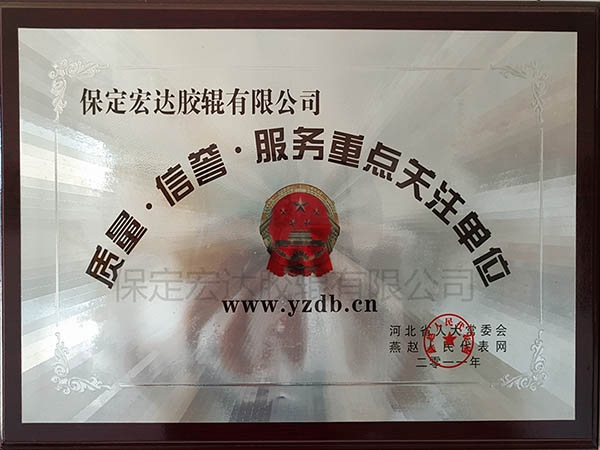 保定宏达胶辊有限公司
质量·信誉·服务重点关注单位
保定宏达胶辊有限公司
www.yzdb.cn
河北省人大常委会
燕赵人民代表网
二零一一年